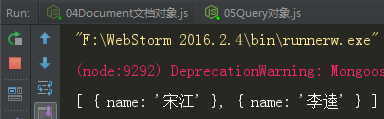 Run: 04Document文档对象.js 05Query对象.js
"F:\WebStorm 2016.2.4\bin\runnerw.exe"
(node:9292) DeprecationWarning: Mongoos
[ { name: '宋江' }, { name: '李逵' } ]